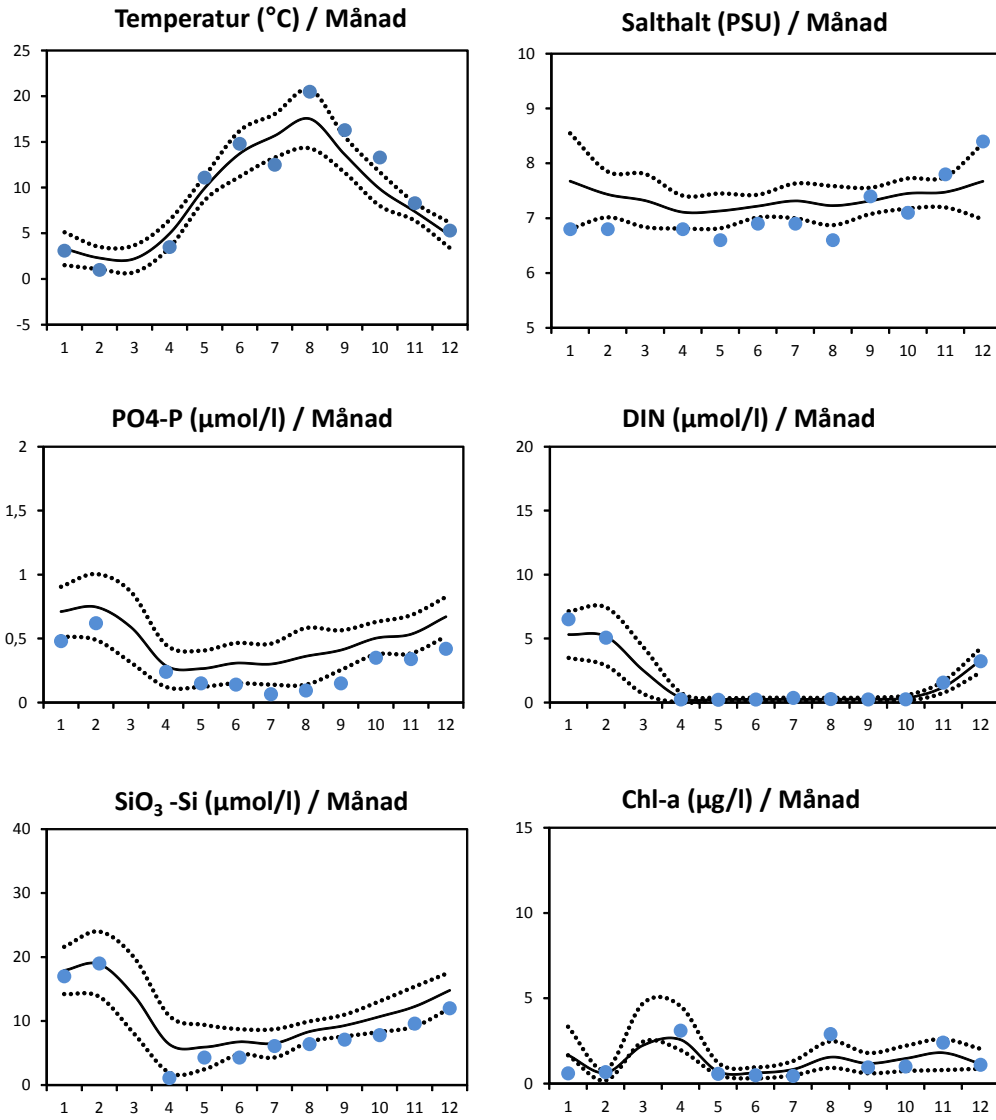 Temperatur (°C) / Månad
25
20
15
10
5
0
-5
1 2 3 4 5 6 7 8 9 10 11 12
Salthalt (PSU) / Månad
10
9
8
7
6
5
1 2 3 4 5 6 7 8 9 10 11 12
PO4-P (µmol/l) / Månad
2
1,5
1
0,5
0
1 2 3 4 5 6 7 8 9 10 11 12
DIN (µmol/l) / Månad
20
15
10
5
0
1 2 3 4 5 6 7 8 9 10 11 12
SiO₃ -Si (µmol/l) / Månad
40
30
20
10
0
1 2 3 4 5 6 7 8 9 10 11 12
Chl-a (µg/l) / Månad
15
10
5
0
1 2 3 4 5 6 7 8 9 10 11 12